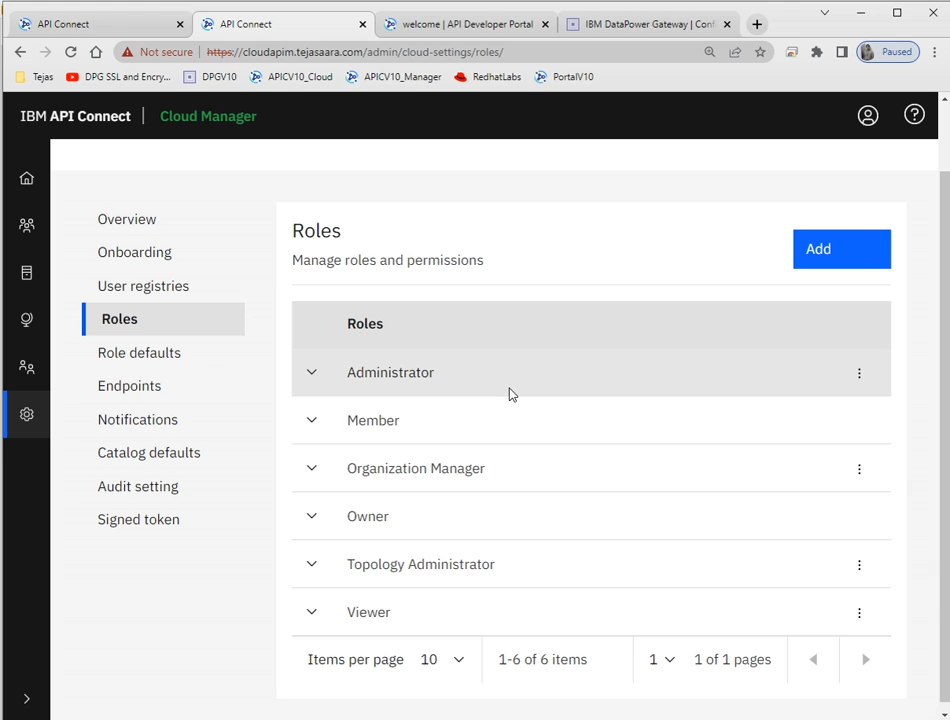 API Connect
API Connect
welcome | API Developer Portal
IBM DataPower Gateway | Confi
Not secure
https://cloudapim.tejasaara.com/admin/cloud-settings/roles/
Paused
Tejas
DPG SSL and Encry...
DPGV10
APICV10_Cloud
APICV10_Manager
RedhatLabs
PortalV10
IBM API Connect
Cloud Manager
Overview
Onboarding
User registries
Roles
Role defaults
Endpoints
Notifications
Catalog defaults
Audit setting
Signed token
Roles
Manage roles and permissions
Add
Roles
Administrator
Member
Organization Manager
Owner
Topology Administrator
Viewer
Items per page 10 1-6 of 6 items 1 1 of 1 pages